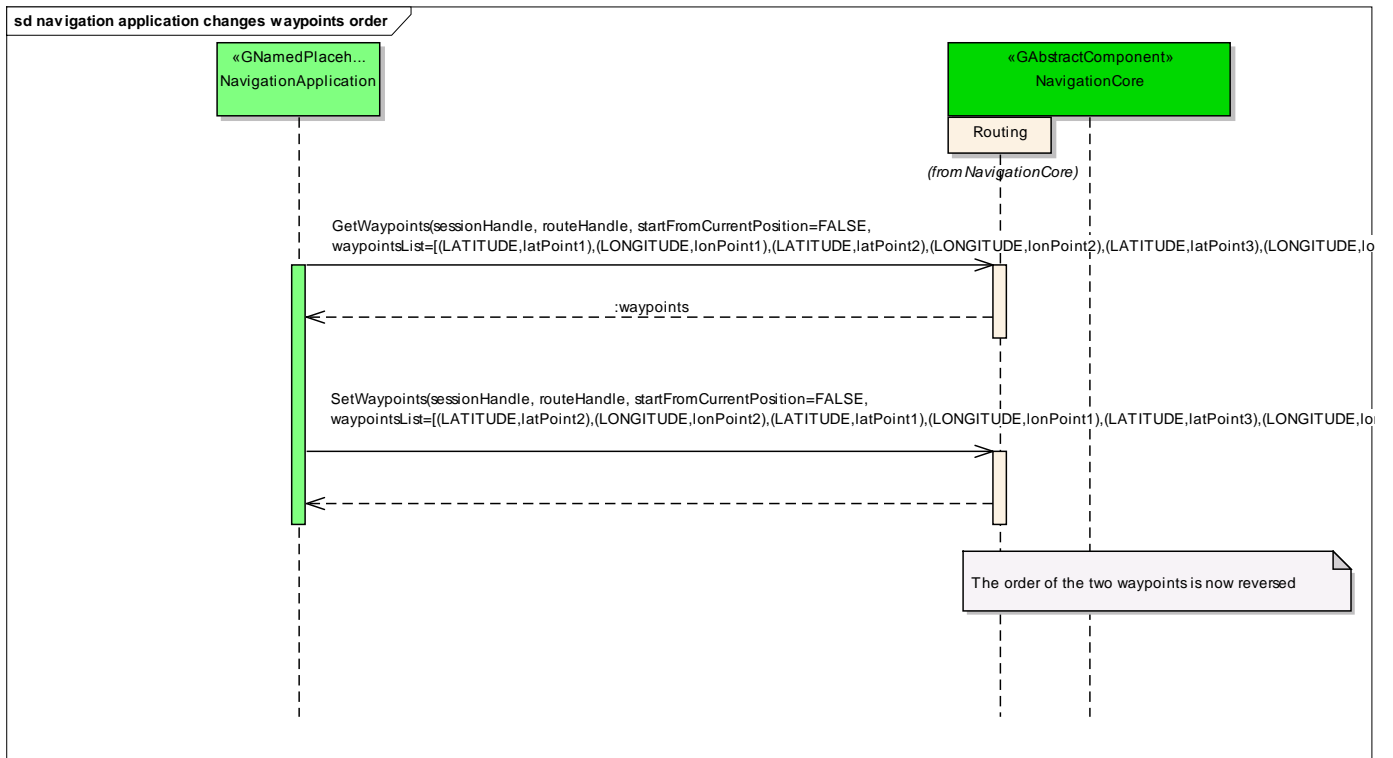 sd navigation application changes waypoints order
«GNamedPlaceh...
NavigationApplication
«GAbstractComponent»
NavigationCore
Routing
(from NavigationCore)
GetWaypoints(sessionHandle, routeHandle, startFromCurrentPosition=FALSE,
waypointsList=[(LATITUDE,latPoint1),(LONGITUDE,lonPoint1),(LATITUDE,latPoint2),(LONGITUDE,lonPoint2),(LATITUDE,latPoint3),(LONGITUDE,lo
:waypoints
SetWaypoints(sessionHandle, routeHandle, startFromCurrentPosition=FALSE,
waypointsList=[(LATITUDE,latPoint2),(LONGITUDE,lonPoint2),(LATITUDE,latPoint1),(LONGITUDE,lonPoint1),(LATITUDE,latPoint3),(LONGITUDE,lo
The order of the two waypoints is now reversed